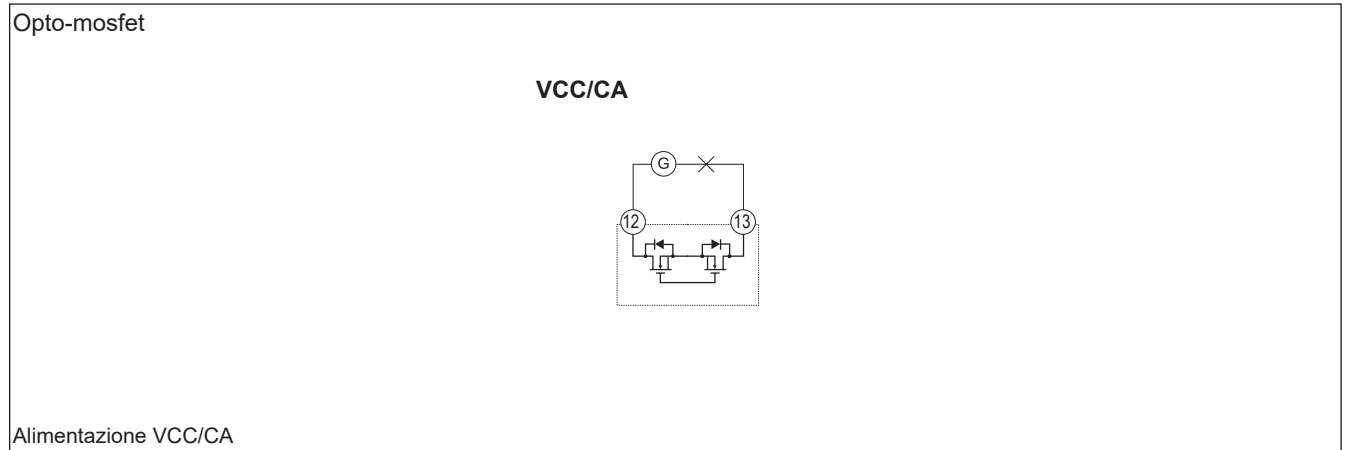 Opto-mosfet
VCC/CA
G
12 13
Alimentazione VCC/CA